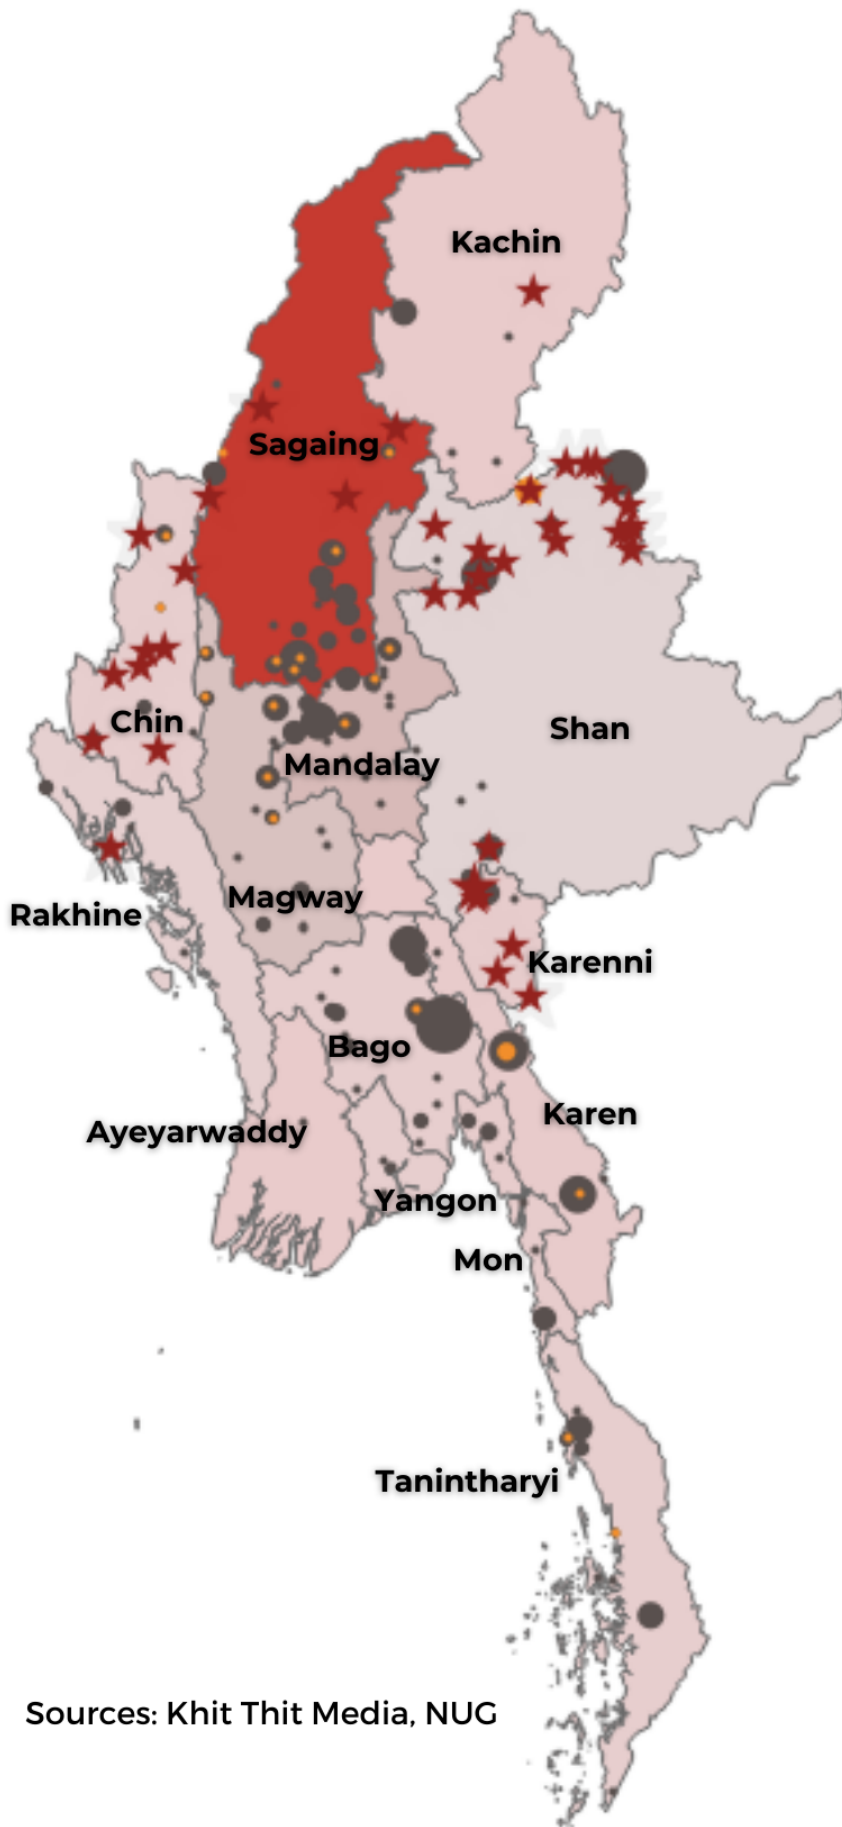 Kachin
Sagaing
Chin
Shan
Mandalay
Magway
Rakhine
Karenni
Bago
Karen
Ayeyarwaddy
Yangon
Mon
Tanintharyi
Sources: Khit Thit Media, NUG